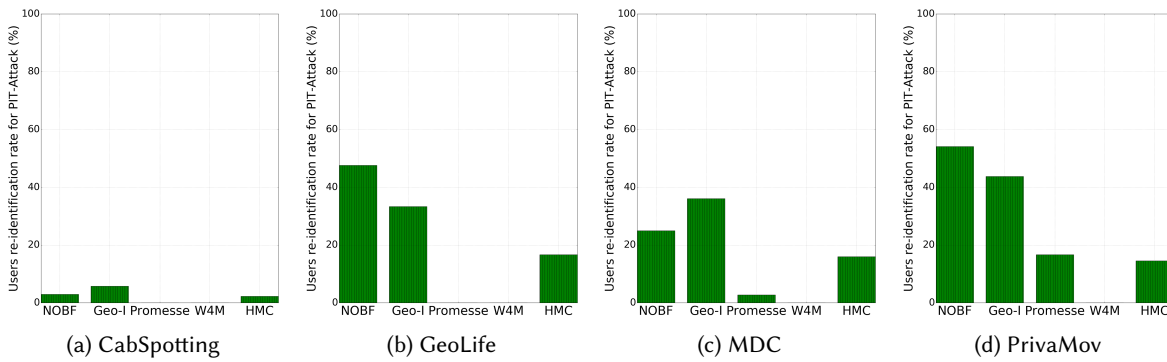 Users re-identification rate for PIT-Attack (%)
100
80
60
40
20
0
NOBF Geo-I Promesse W4M HMC
(a) CabSpotting
Users re-identification rate for PIT-Attack (%)
100
80
60
40
20
0
NOBF Geo-I Promesse W4M HMC
(b) GeoLife
Users re-identification rate for PIT-Attack (%)
100
80
60
40
20
0
NOBF Geo-I Promesse W4M HMC
(c) MDC
Users re-identification rate for PIT-Attack (%)
100
80
60
40
20
0
NOBF Geo-I Promesse W4M HMC
(d) PrivaMov